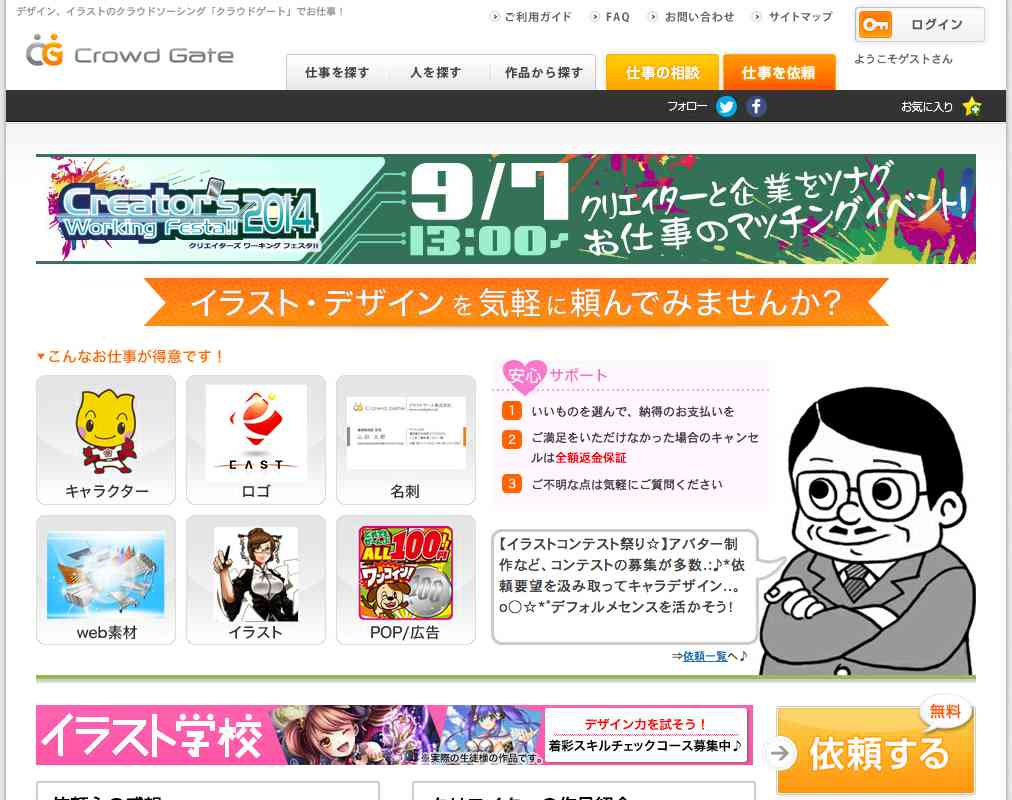 デザイン、イラストのクラウドソーシング「クラウドゲート」でお仕事！
ご利用ガイド FAQ お問い合わせ サイトマップ
ログイン
Crowd Gate
ようこそゲストさん
仕事を探す 人を探す 作品から探す 仕事の相談 仕事を依頼
フォロー お気に入り
Creator's 2014
Working Festa!!
クリエイターズ ワーキング フェスタ!!
9/7
13:00~
クリエイターと企業をツナグ
お仕事のマッチングイベント!
イラスト・デザインを気軽に頼んでみませんか?
こんなお仕事が得意です！
キャラクター
EAST
ロゴ
Crowd Gate
名刺
web素材
イラスト
ALL100円
ワンコイン!
100
POP/広告
安心 サポート
1 いいものを選んで、納得のお支払いを
2 ご満足をいただけなかった場合のキャンセ
ルは全額返金保証
3 ご不明な点は気軽にご質問ください
【イラストコンテスト祭り☆】アバター制
作など、コンテストの募集が多数.:♪*依
頼要望を汲み取ってキャラデザイン..｡
o○☆*ﾟデフォルメセンスを活かそう!
⇒依頼一覧へ♪
イラスト学校
※実際の生徒様の作品です。
デザイン力を試そう！
着彩スキルチェックコース募集中♪
無料
依頼する